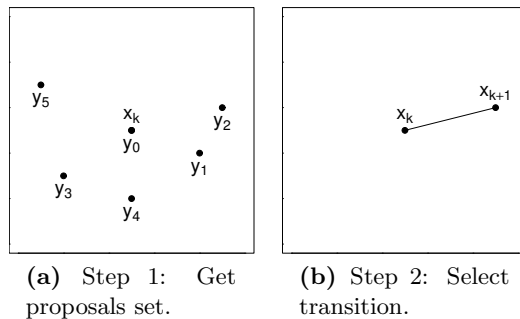 y5
xk
y2
y0
y1
y3
y4
xk+1
xk
(a) Step 1: Get
proposals set.
(b) Step 2: Select
transition.